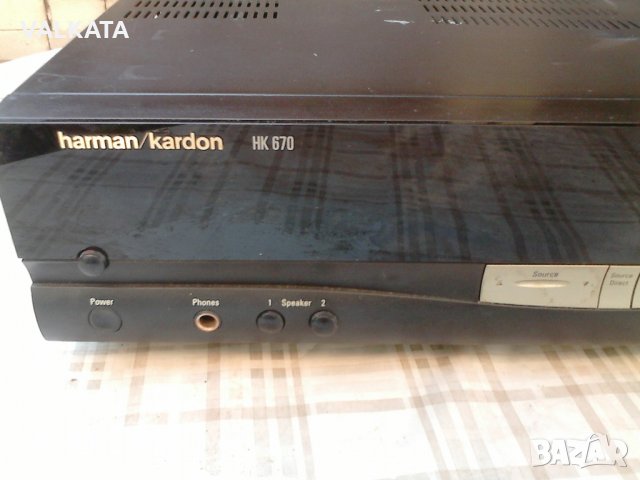 VALKATA
harman/kardon HK 670
Source
Source Direct
Power
Phones
1 Speaker 2
BAZAR